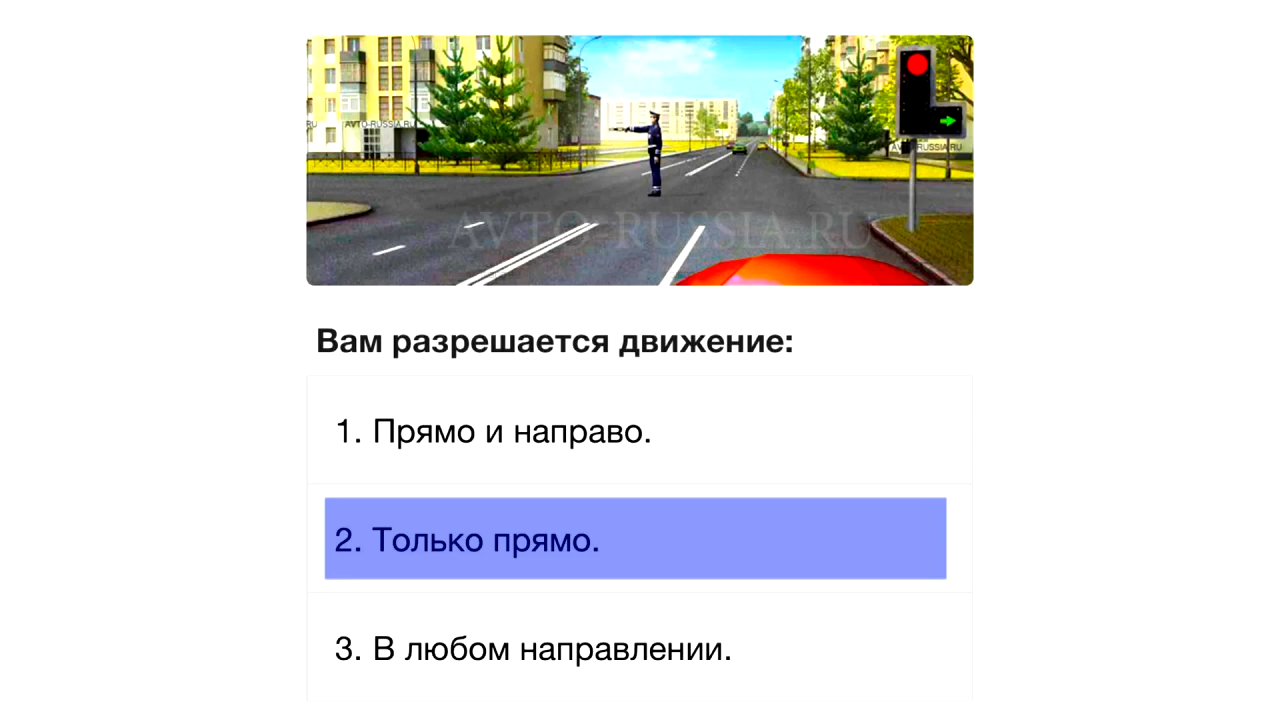 RU
AVTO-RUSSIA.RU
AVTO-RUSSIA.RU
AVTO-RUSSIA.RU
Вам разрешается движение:
1. Прямо и направо.
2. Только прямо.
3. В любом направлении.